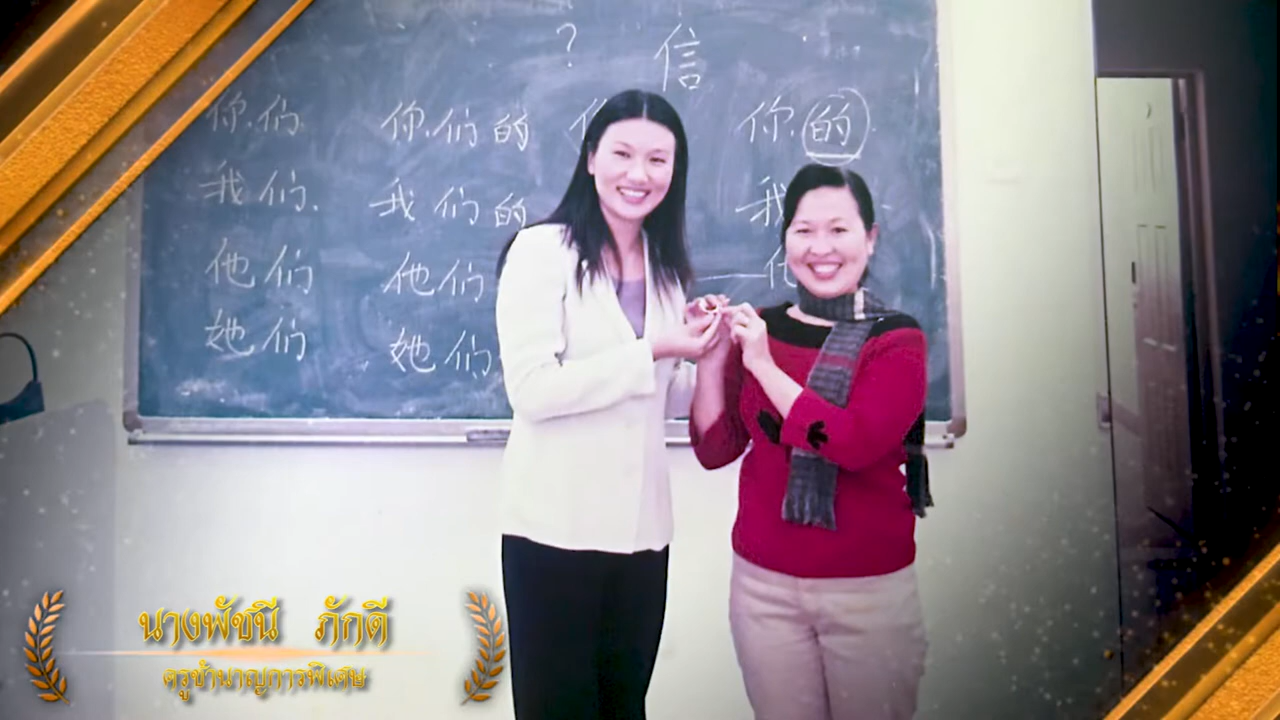 ? 信
你们 你们的 你的
我们 我们的 我
他们 他们
她们 她们
นางพัชนี ภักดี
ครูชำนาญการพิเศษ